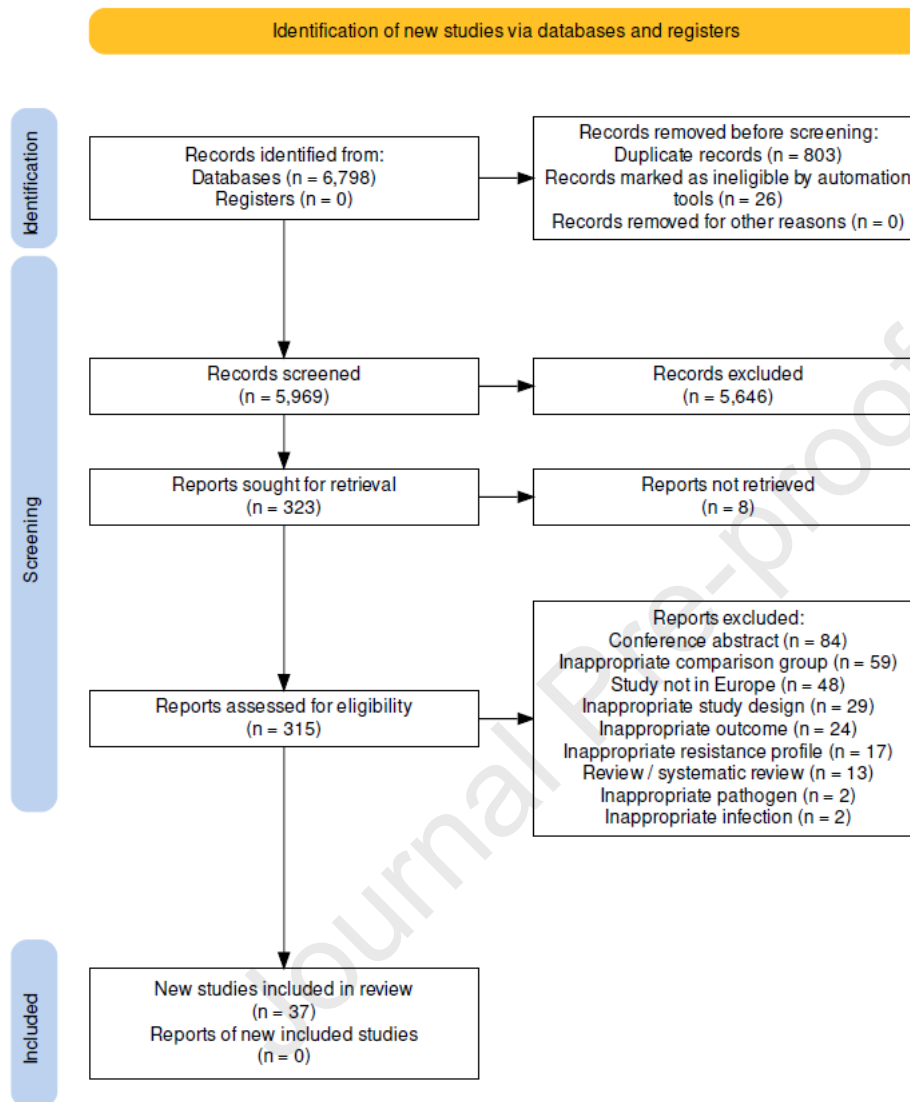 Identification of new studies via databases and registers
Identification
Records identified from:
Databases (n = 6,798)
Registers (n = 0)
Records removed before screening:
Duplicate records (n = 803)
Records marked as ineligible by automation
tools (n = 26)
Records removed for other reasons (n = 0)
Screening
Records screened
(n = 5,969)
Records excluded
(n = 5,646)
Reports sought for retrieval
(n = 323)
Reports not retrieved
(n = 8)
Reports assessed for eligibility
(n = 315)
Reports excluded:
Conference abstract (n = 84)
Inappropriate comparison group (n = 59)
Study not in Europe (n = 48)
Inappropriate study design (n = 29)
Inappropriate outcome (n = 24)
Inappropriate resistance profile (n = 17)
Review / systematic review (n = 13)
Inappropriate pathogen (n = 2)
Inappropriate infection (n = 2)
Included
New studies included in review
(n = 37)
Reports of new included studies
(n = 0)
Journal Pre-proof